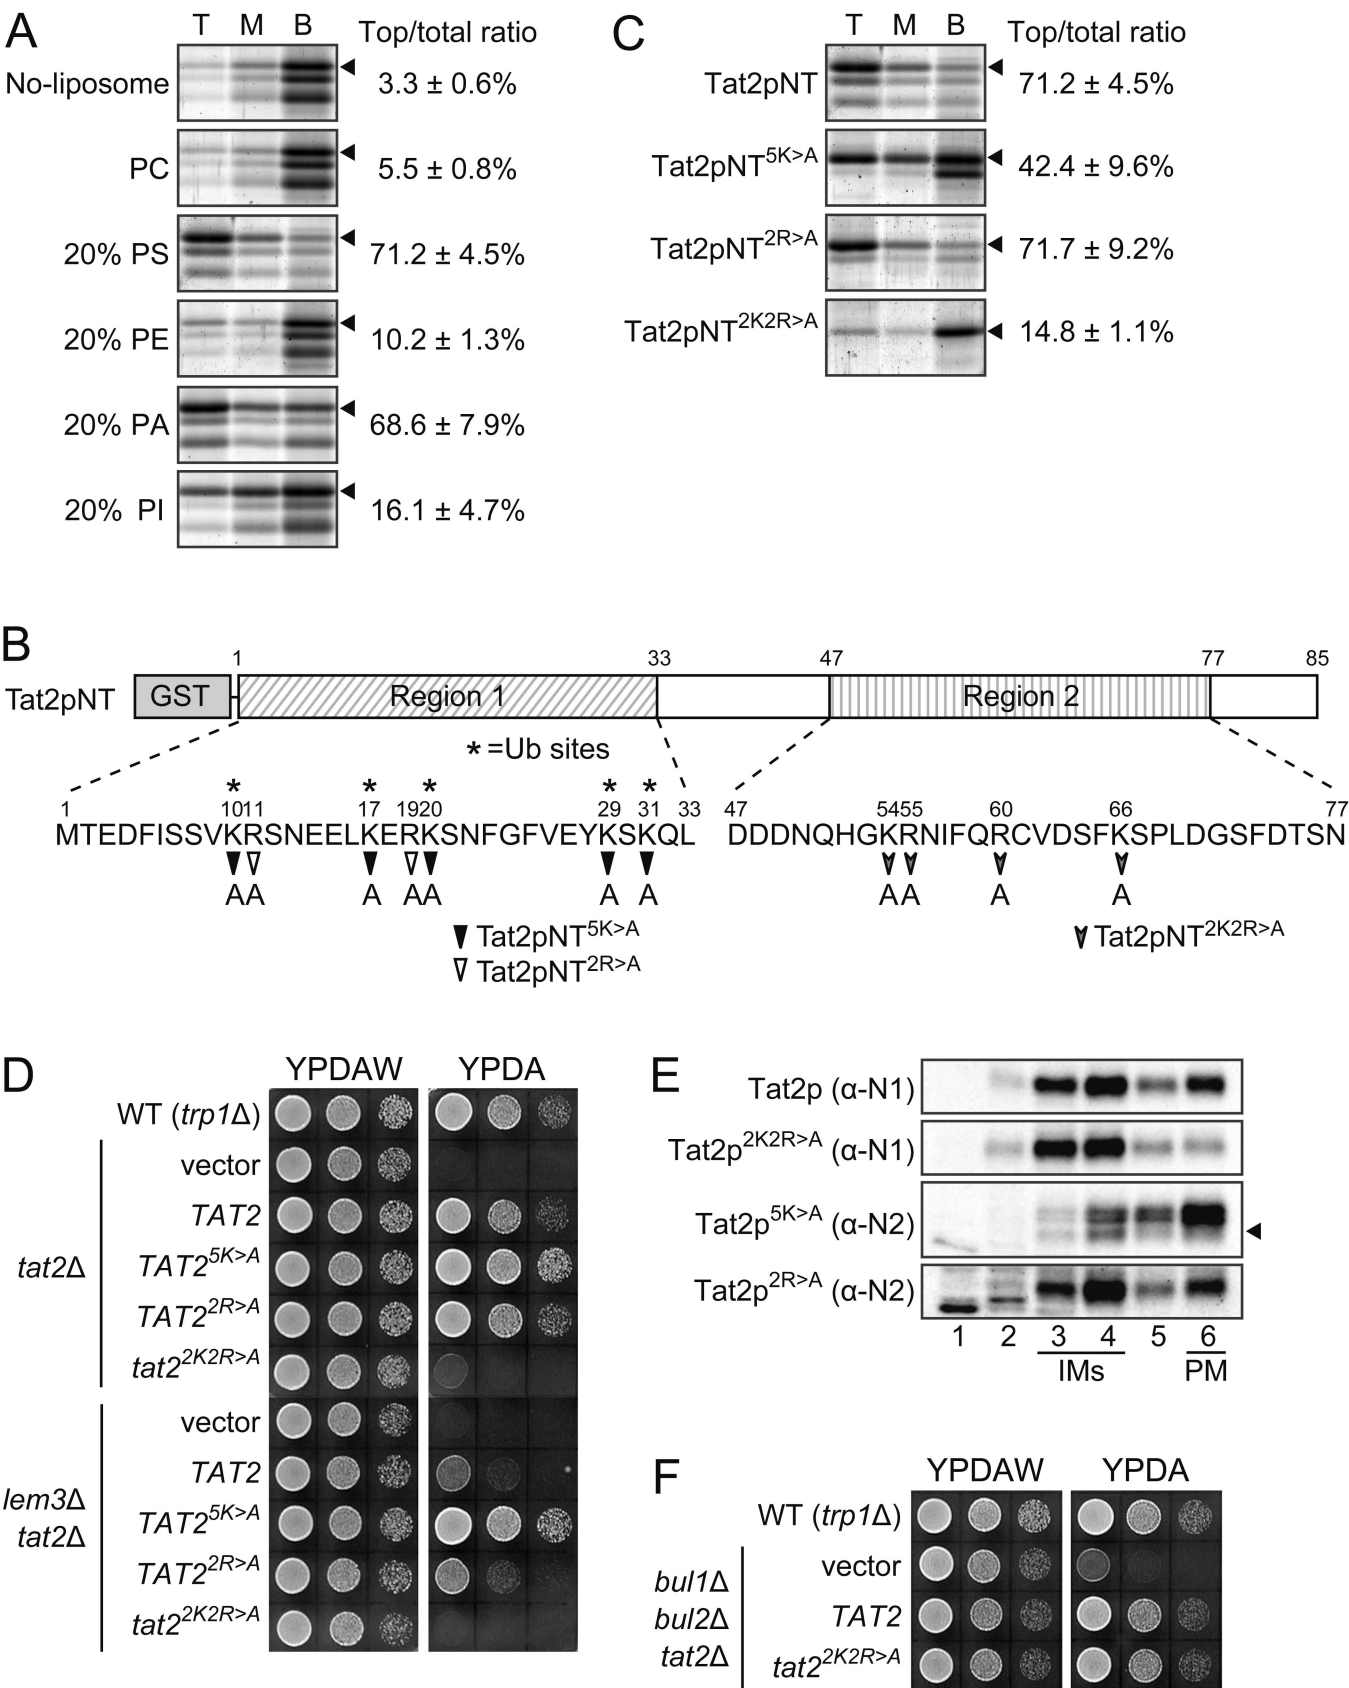 A
T M B Top/total ratio
No-liposome 3.3 ± 0.6%
PC 5.5 ± 0.8%
20% PS 71.2 ± 4.5%
20% PE 10.2 ± 1.3%
20% PA 68.6 ± 7.9%
20% PI 16.1 ± 4.7%
C
T M B Top/total ratio
Tat2pNT 71.2 ± 4.5%
Tat2pNT5K>A 42.4 ± 9.6%
Tat2pNT2R>A 71.7 ± 9.2%
Tat2pNT2K2R>A 14.8 ± 1.1%
B
1 33 47 77 85
Tat2pNT GST Region 1 Region 2
* =Ub sites
* * * * *
1 1011 17 1920 29 31 33 47 5455 60 66 77
MTEDFISSVKRSNEELKERKSNFGFVEYKSKQL DDDNQHGKRNIFQRCVDSFKSPLDGSFDTSN
AA A AA A A AA A A
Tat2pNT5K>A Tat2pNT2K2R>A
Tat2pNT2R>A
D
YPDAW YPDA
WT (trp1Δ)
tat2Δ
vector
TAT2
TAT25K>A
TAT22R>A
tat22K2R>A
lem3Δ
tat2Δ
vector
TAT2
TAT25K>A
TAT22R>A
tat22K2R>A
E
Tat2p (α-N1)
Tat2p2K2R>A (α-N1)
Tat2p5K>A (α-N2)
Tat2p2R>A (α-N2)
1 2 3 4 5 6
IMs PM
F
YPDAW YPDA
WT (trp1Δ)
bul1Δ
bul2Δ
tat2Δ
vector
TAT2
tat22K2R>A